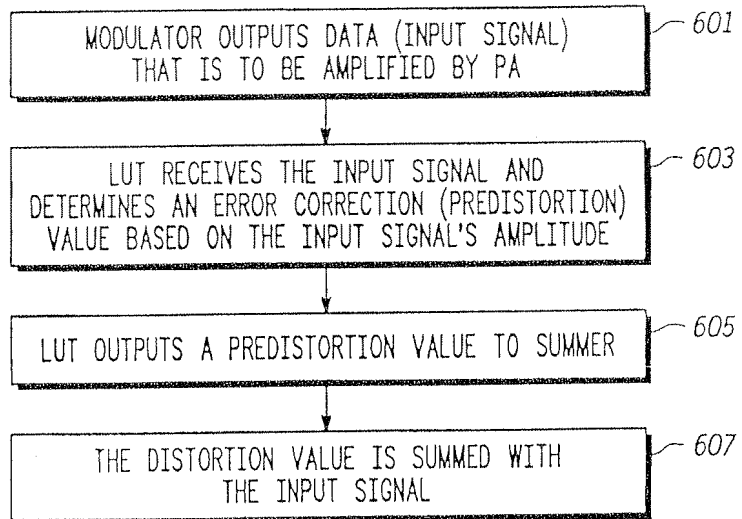 MODULATOR OUTPUTS DATA (INPUT SIGNAL)
THAT IS TO BE AMPLIFIED BY PA
601
LUT RECEIVES THE INPUT SIGNAL AND
DETERMINES AN ERROR CORRECTION (PREDISTORTION)
VALUE BASED ON THE INPUT SIGNAL'S AMPLITUDE
603
LUT OUTPUTS A PREDISTORTION VALUE TO SUMMER
605
THE DISTORTION VALUE IS SUMMED WITH
THE INPUT SIGNAL
607